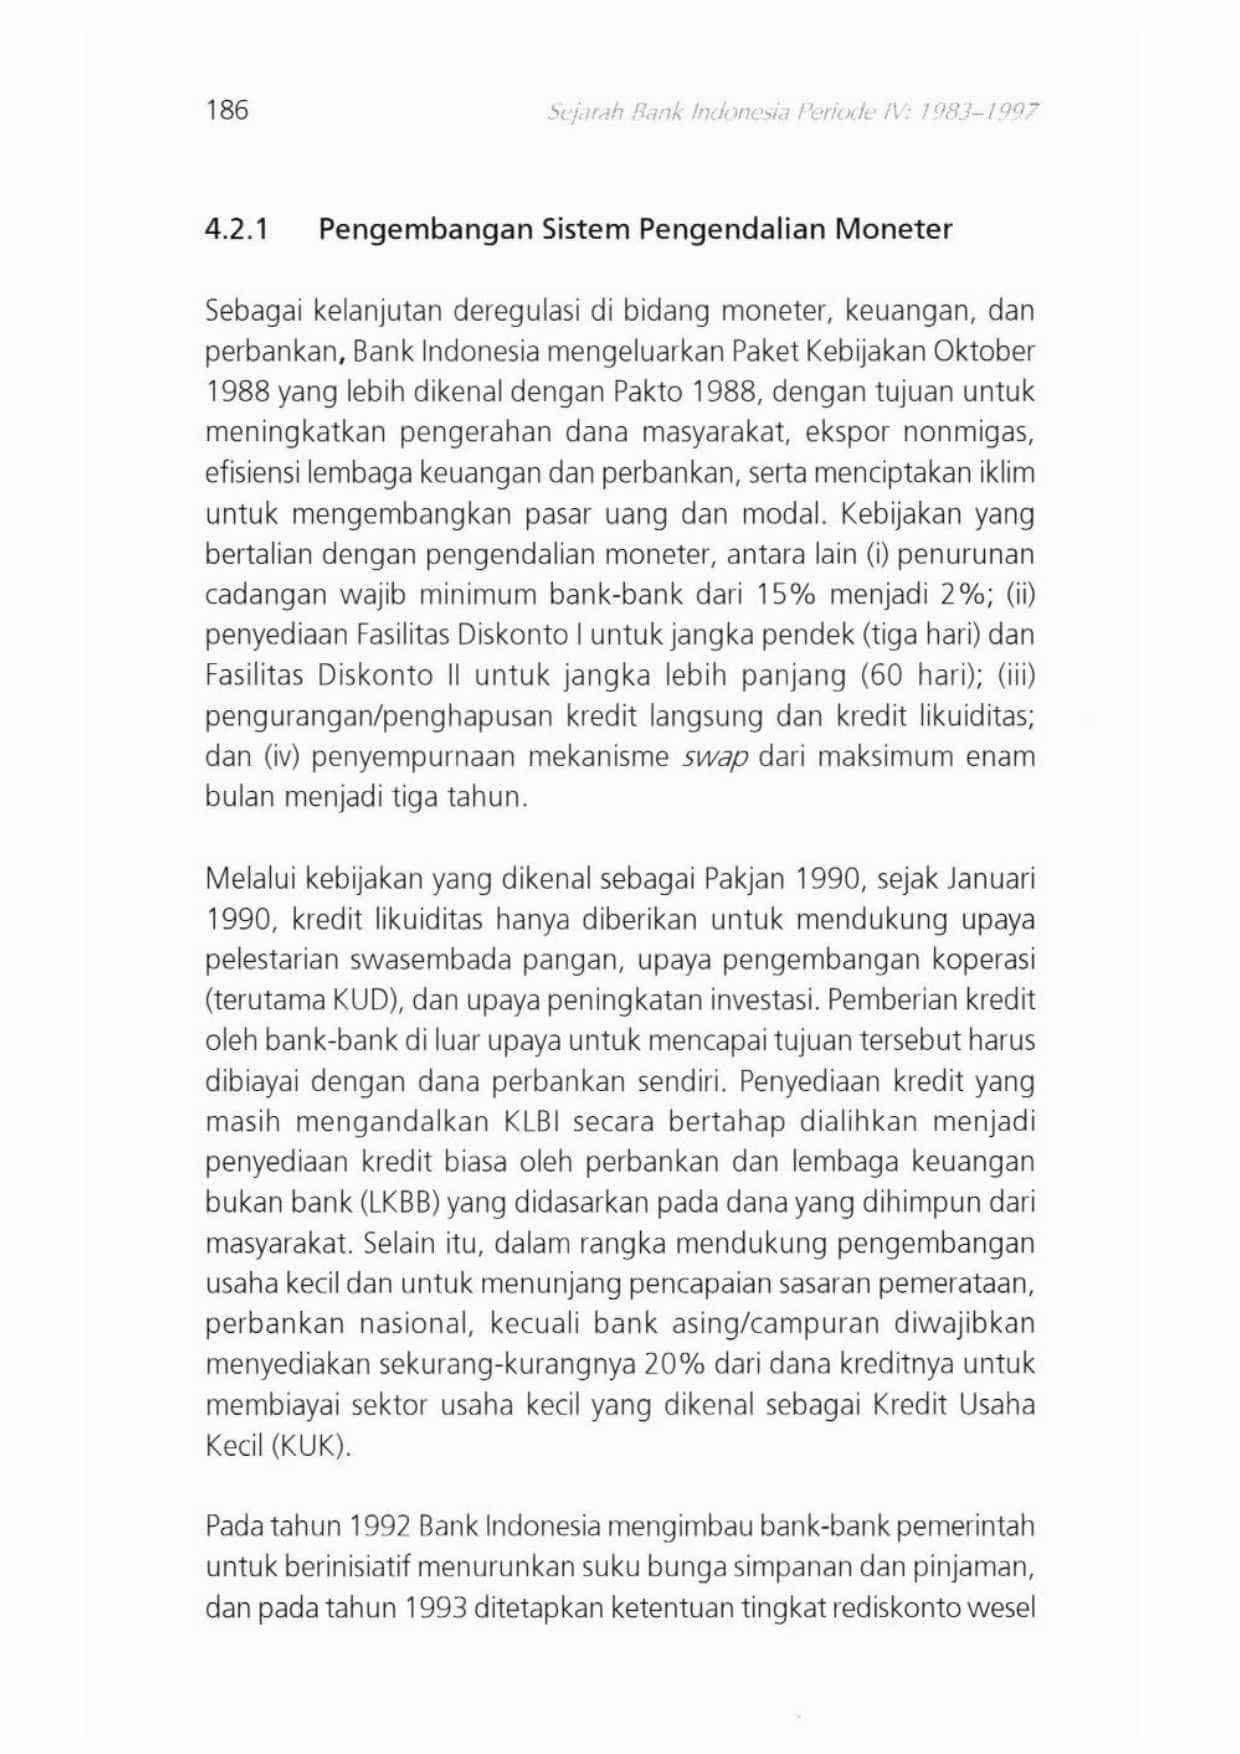 186
Sejarah Bank Indonesia Periode IV: 1983–1997
4.2.1 Pengembangan Sistem Pengendalian Moneter
Sebagai kelanjutan deregulasi di bidang moneter, keuangan, dan
perbankan, Bank Indonesia mengeluarkan Paket Kebijakan Oktober
1988 yang lebih dikenal dengan Pakto 1988, dengan tujuan untuk
meningkatkan pengerahan dana masyarakat, ekspor nonmigas,
efisiensi lembaga keuangan dan perbankan, serta menciptakan iklim
untuk mengembangkan pasar uang dan modal. Kebijakan yang
bertalian dengan pengendalian moneter, antara lain (i) penurunan
cadangan wajib minimum bank-bank dari 15% menjadi 2%; (ii)
penyediaan Fasilitas Diskonto I untuk jangka pendek (tiga hari) dan
Fasilitas Diskonto II untuk jangka lebih panjang (60 hari); (iii)
pengurangan/penghapusan kredit langsung dan kredit likuiditas;
dan (iv) penyempurnaan mekanisme swap dari maksimum enam
bulan menjadi tiga tahun.
Melalui kebijakan yang dikenal sebagai Pakjan 1990, sejak Januari
1990, kredit likuiditas hanya diberikan untuk mendukung upaya
pelestarian swasembada pangan, upaya pengembangan koperasi
(terutama KUD), dan upaya peningkatan investasi. Pemberian kredit
oleh bank-bank di luar upaya untuk mencapai tujuan tersebut harus
dibiayai dengan dana perbankan sendiri. Penyediaan kredit yang
masih mengandalkan KLBI secara bertahap dialihkan menjadi
penyediaan kredit biasa oleh perbankan dan lembaga keuangan
bukan bank (LKBB) yang didasarkan pada dana yang dihimpun dari
masyarakat. Selain itu, dalam rangka mendukung pengembangan
usaha kecil dan untuk menunjang pencapaian sasaran pemerataan,
perbankan nasional, kecuali bank asing/campuran diwajibkan
menyediakan sekurang-kurangnya 20% dari dana kreditnya untuk
membiayai sektor usaha kecil yang dikenal sebagai Kredit Usaha
Kecil (KUK).
Pada tahun 1992 Bank Indonesia mengimbau bank-bank pemerintah
untuk berinisiatif menurunkan suku bunga simpanan dan pinjaman,
dan pada tahun 1993 ditetapkan ketentuan tingkat rediskonto wesel